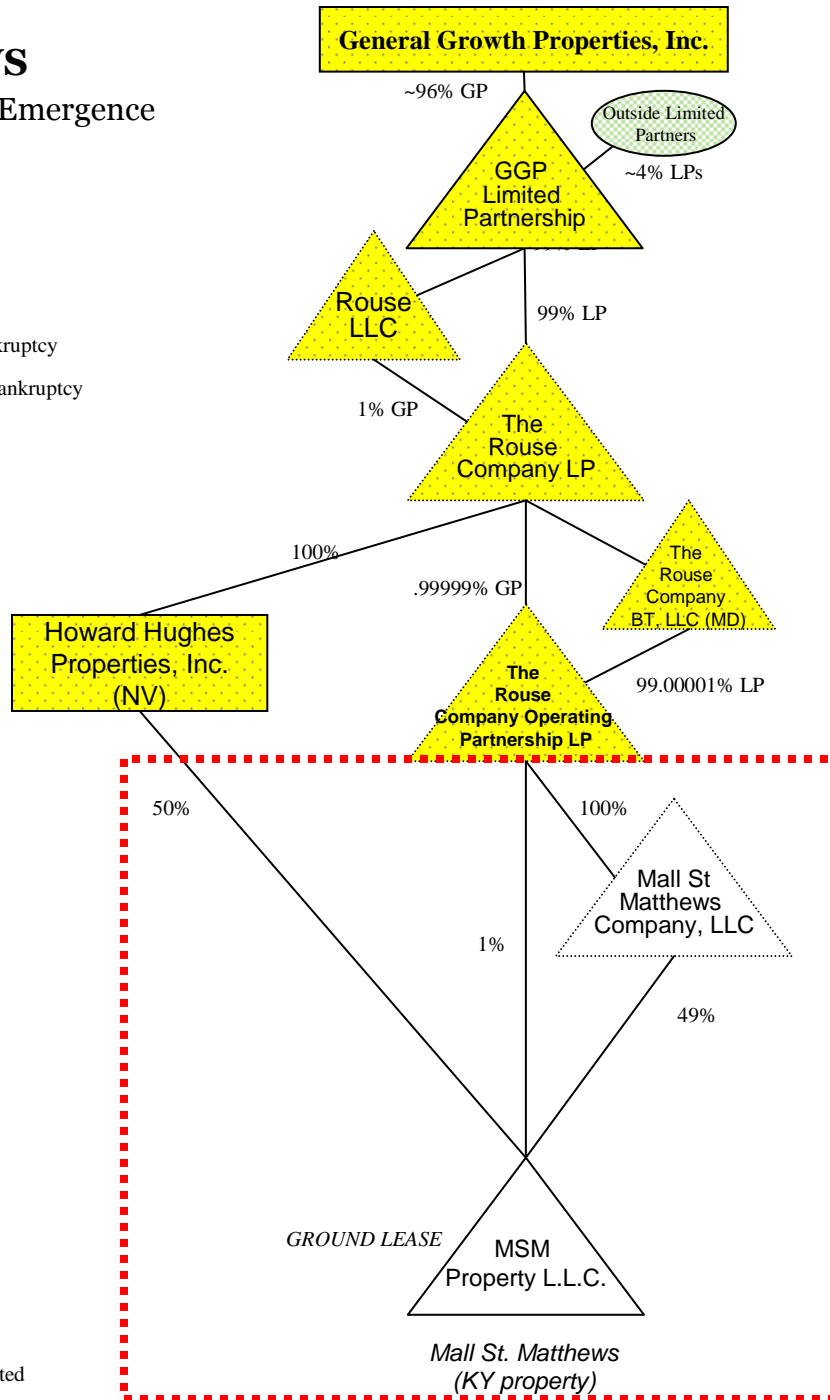 General Growth Properties, Inc.
Emergence
~96% GP
Outside Limited
Partners
GGP
Limited
Partnership
~4% LPs
Rouse
LLC
99% LP
kruptcy
ankruptcy
1% GP
The
Rouse
Company LP
100%
.99999% GP
The
Rouse
Company
BT, LLC (MD)
Howard Hughes
Properties, Inc.
(NV)
The
Rouse
Company Operating
Partnership LP
99.00001% LP
50%
100%
Mall St
Matthews
Company, LLC
1%
49%
GROUND LEASE
MSM
Property L.L.C.
Mall St. Matthews
(KY property)
ted